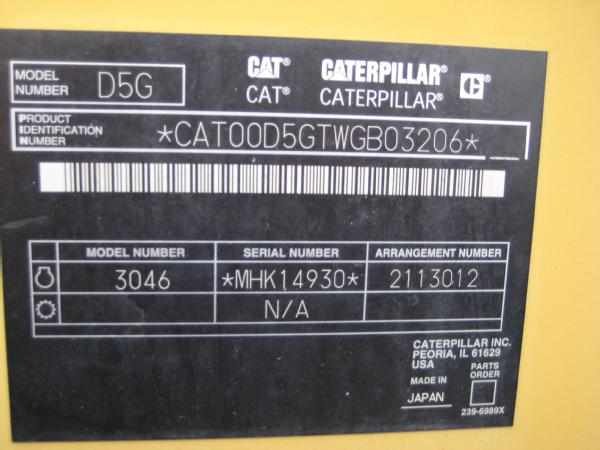 MODEL NUMBER D5G
CAT® CATERPILLAR® C®
CAT® CATERPILLAR®
PRODUCT IDENTIFICATION NUMBER *CAT00D5GTWGB03206*
MODEL NUMBER SERIAL NUMBER ARRANGEMENT NUMBER
3046 *MHK14930* 2113012
N/A
CATERPILLAR INC.
PEORIA, IL 61629
USA
PARTS ORDER
MADE IN
JAPAN
239-6989X